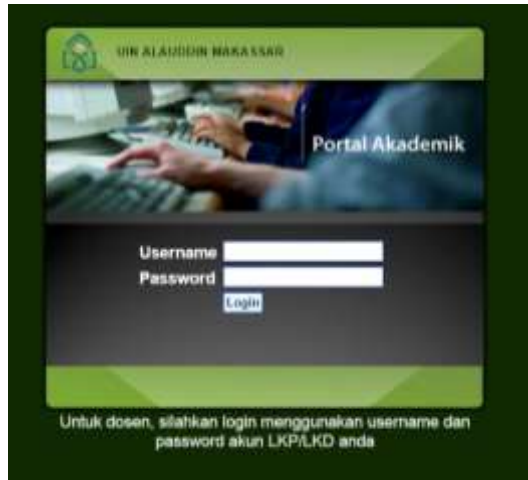 UIN ALAUDDIN MAKASSAR
Portal Akademik
Username
Password
Login
Untuk dosen, silahkan login menggunakan username dan
password akun LKP/LKD anda